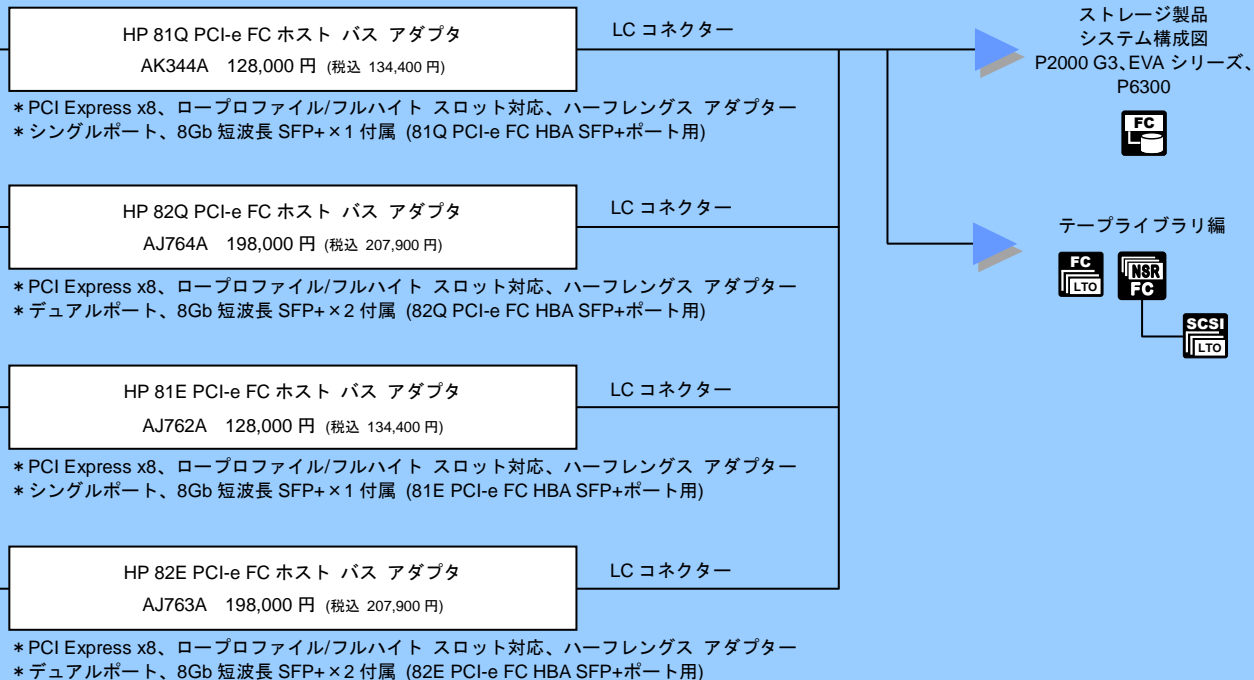 HP 81Q PCI-e FC ホスト バス アダプタ
AK344A 128,000 円 (税込 134,400 円)
LC コネクター
*PCI Express x8、ロープロファイル/フルハイト スロット対応、ハーフレングス アダプター
*シングルポート、8Gb 短波長 SFP+×1 付属 (81Q PCI-e FC HBA SFP+ポート用)
HP 82Q PCI-e FC ホスト バス アダプタ
AJ764A 198,000 円 (税込 207,900 円)
LC コネクター
*PCI Express x8、ロープロファイル/フルハイト スロット対応、ハーフレングス アダプター
*デュアルポート、8Gb 短波長 SFP+×2 付属 (82Q PCI-e FC HBA SFP+ポート用)
HP 81E PCI-e FC ホスト バス アダプタ
AJ762A 128,000 円 (税込 134,400 円)
LC コネクター
*PCI Express x8、ロープロファイル/フルハイト スロット対応、ハーフレングス アダプター
*シングルポート、8Gb 短波長 SFP+×1 付属 (81E PCI-e FC HBA SFP+ポート用)
HP 82E PCI-e FC ホスト バス アダプタ
AJ763A 198,000 円 (税込 207,900 円)
LC コネクター
*PCI Express x8、ロープロファイル/フルハイト スロット対応、ハーフレングス アダプター
*デュアルポート、8Gb 短波長 SFP+×2 付属 (82E PCI-e FC HBA SFP+ポート用)
ストレージ製品
システム構成図
P2000 G3、EVA シリーズ、
P6300
FC
テープライブラリ編
FC
LTO
NSR
FC
SCSI
LTO